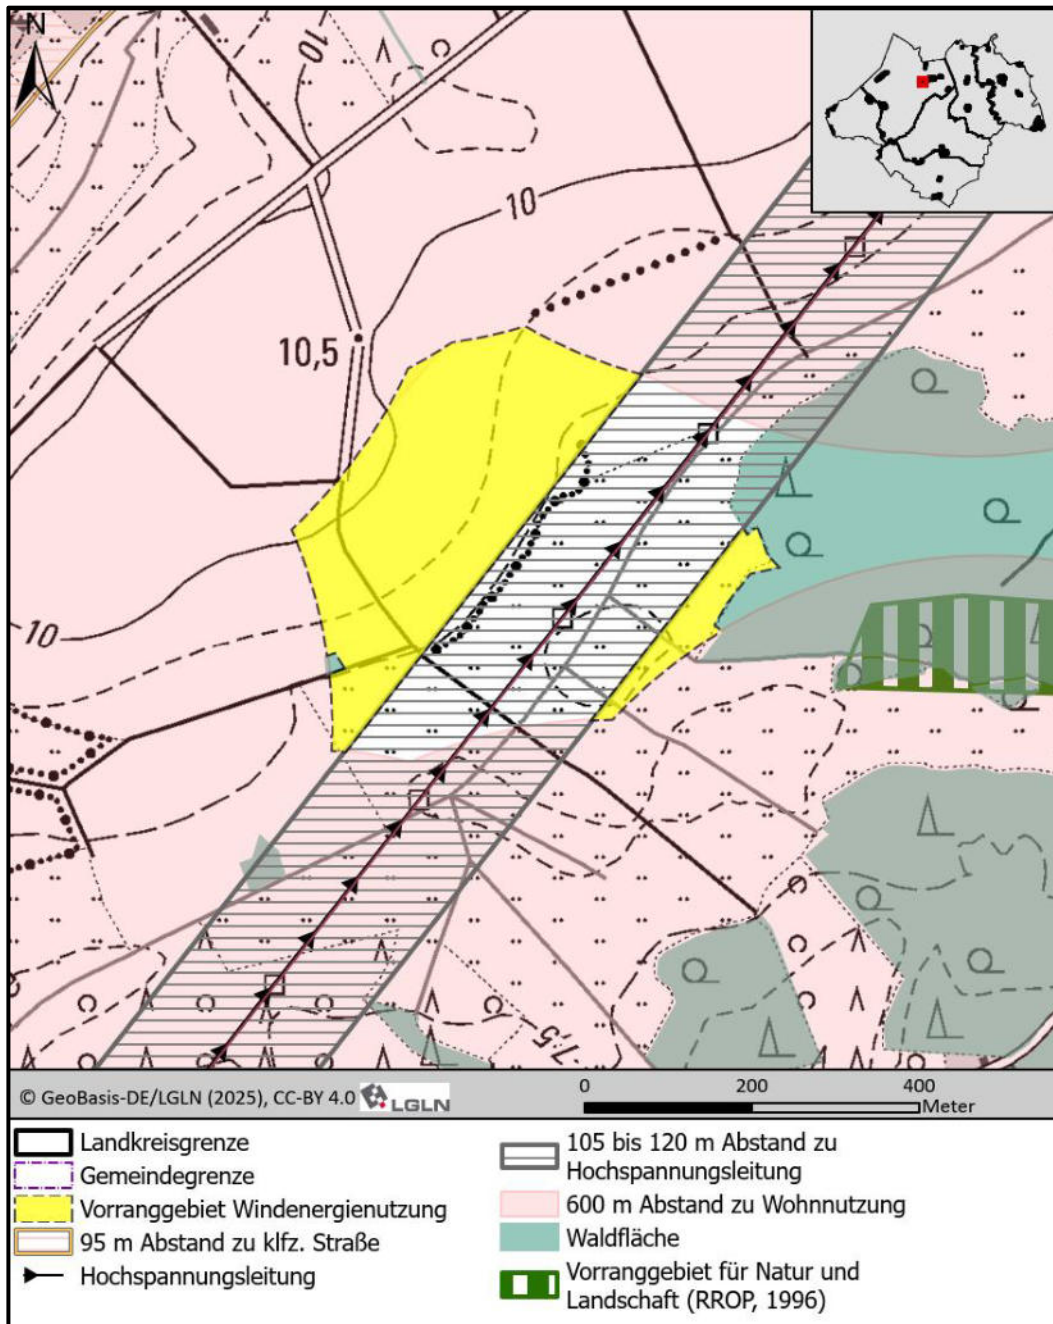 N
10
10
10,5
10
7,5
© GeoBasis-DE/LGLN (2025), CC-BY 4.0 LGLN
0 200 400
Meter
Landkreisgrenze
Gemeindegrenze
Vorranggebiet Windenergienutzung
95 m Abstand zu klfz. Straße
Hochspannungsleitung
105 bis 120 m Abstand zu
Hochspannungsleitung
600 m Abstand zu Wohnnutzung
Waldfläche
Vorranggebiet für Natur und
Landschaft (RROP, 1996)